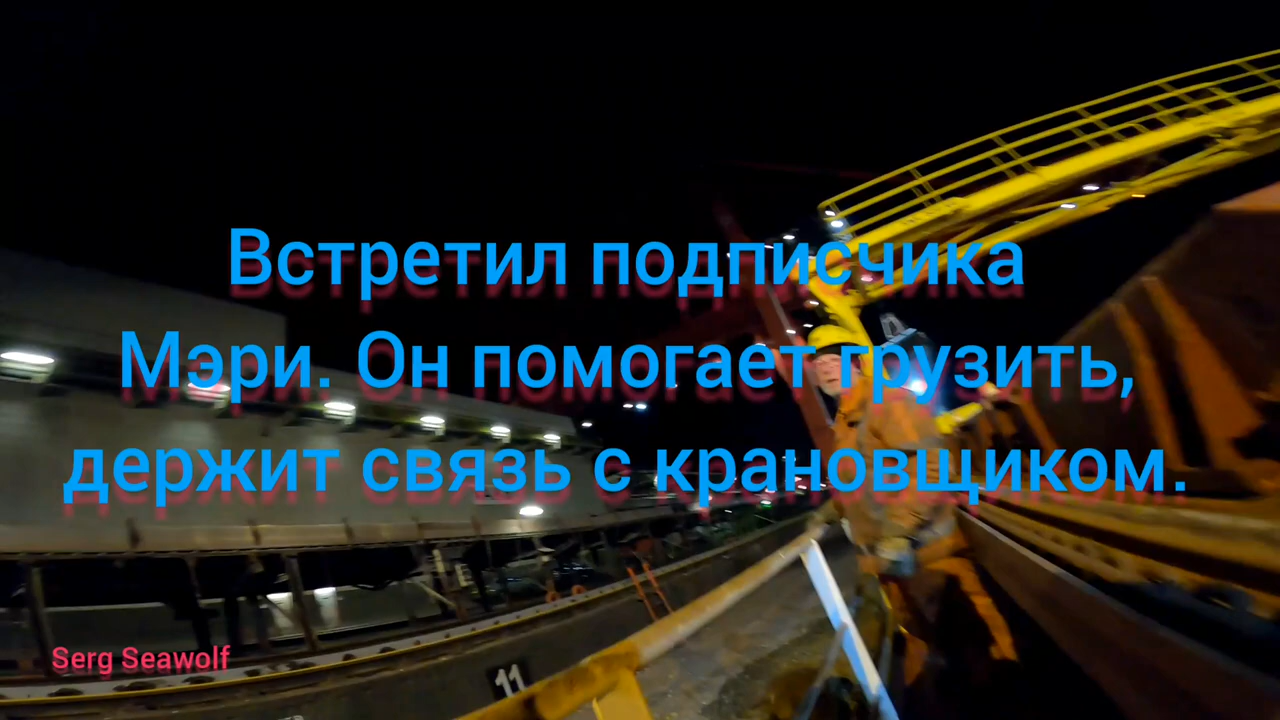 Встретил подписчика
Мэри. Он помогает грузить,
держит связь с крановщиком.
Serg Seawolf
11